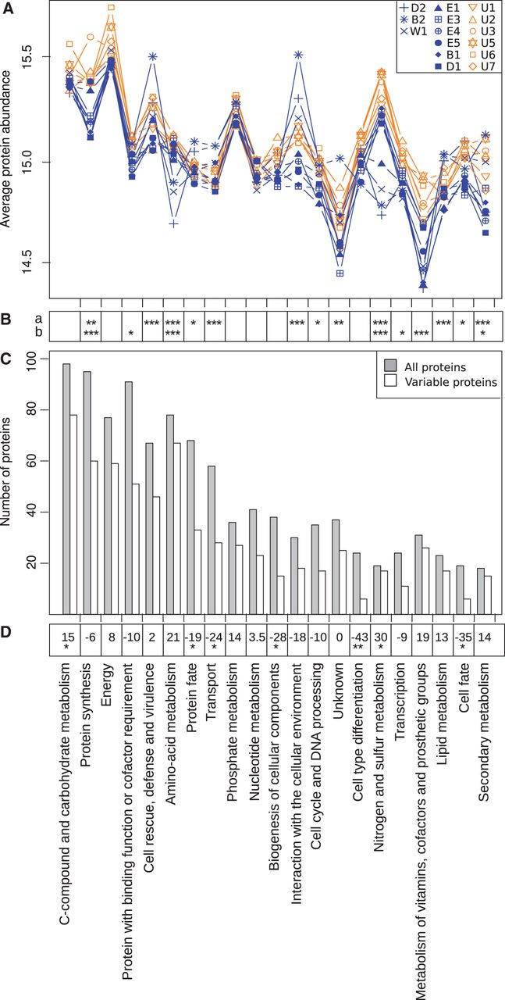 A
D2 E1 U1
B2 E3 U2
W1 E4 U3
E5 U5
B1 U6
D1 U7
Average protein abundance
15.5
15.0
14.5
B
a ** *** *** * *** *** * ** *** *** * ***
b *** * *** *** * *** *
C
All proteins
Variable proteins
Number of proteins
100
80
60
40
20
D
15 -6 8 -10 2 21 -19 -24 14 3.5 -28 -18 -10 0 -43 30 -9 19 13 -35 14
* * * * ** * *
C-compound and carbohydrate metabolism
Protein synthesis
Energy
Protein with binding function or cofactor requirement
Cell rescue, defense and virulence
Amino-acid metabolism
Protein fate
Transport
Phosphate metabolism
Nucleotide metabolism
Biogenesis of cellular components
Interaction with the cellular environment
Cell cycle and DNA processing
Unknown
Cell type differentiation
Nitrogen and sulfur metabolism
Transcription
Metabolism of vitamins, cofactors and prosthetic groups
Lipid metabolism
Cell fate
Secondary metabolism